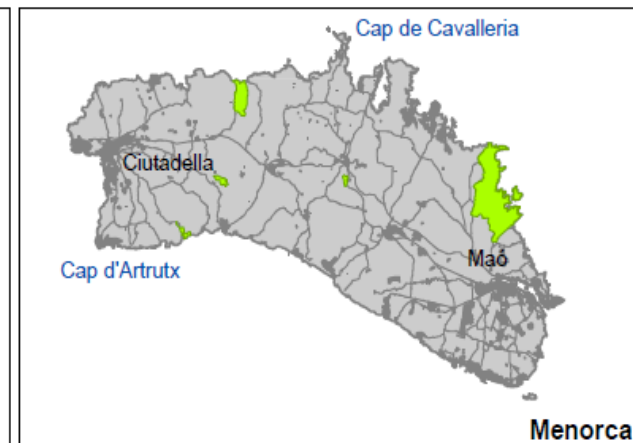 Cap de Cavalleria
Ciutadella
Cap d'Artrutx
Maó
Menorca